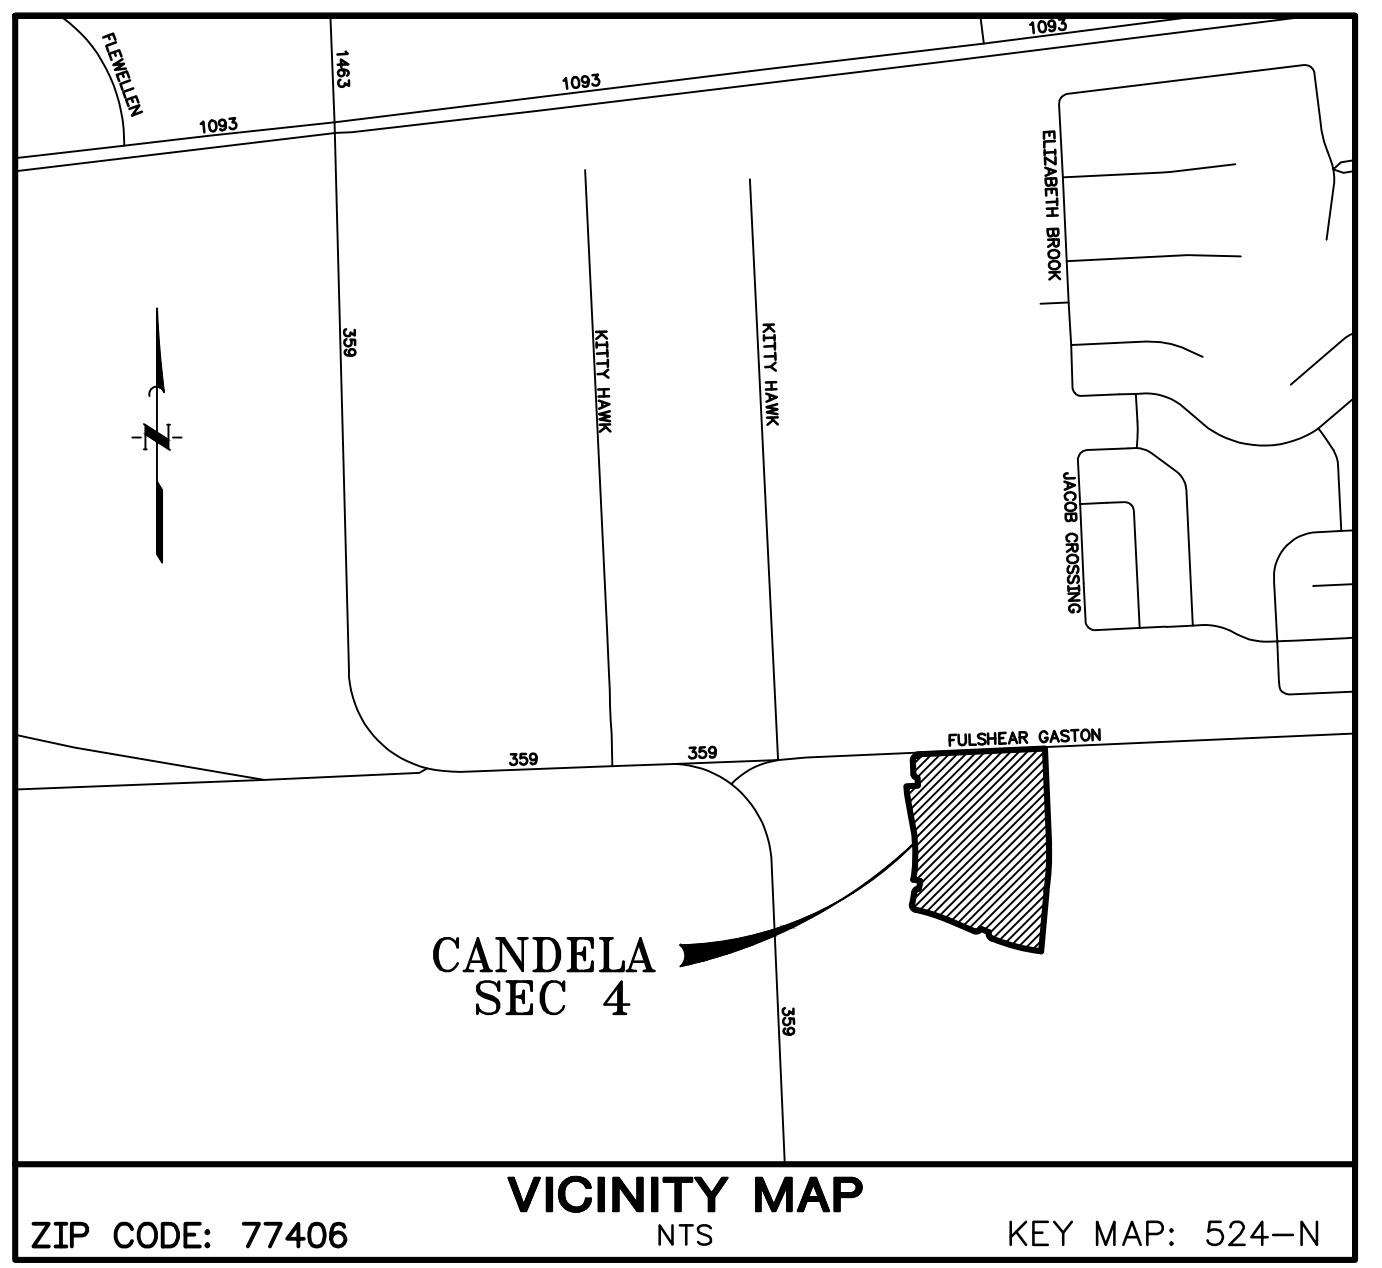 1093
1463
FLEWELLEN
1093
1093
ELIZABETH BROOK
359
KITTY HAWK
KITTY HAWK
N
JACOB CROSSING
FULSHEAR GASTON
359
359
CANDELA
SEC 4
359
VICINITY MAP
ZIP CODE: 77406
NTS
KEY MAP: 524-N